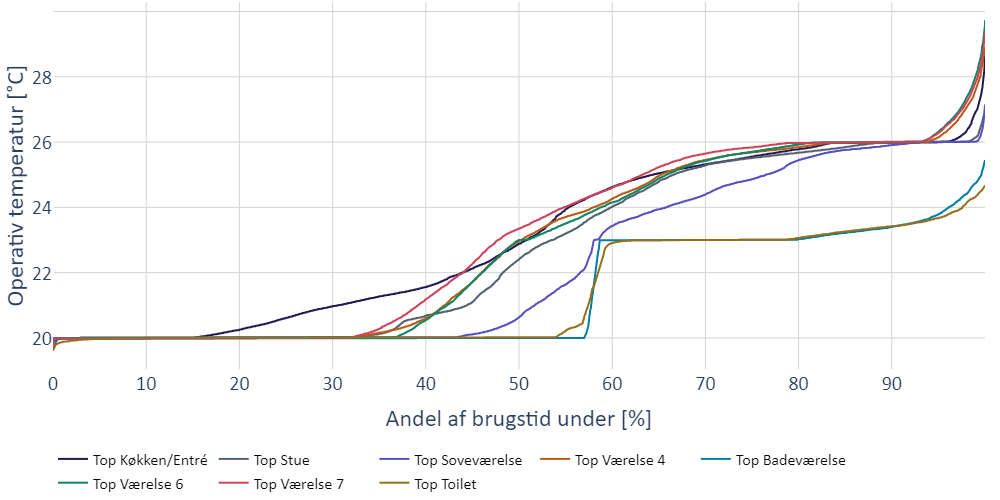 Operativ temperatur [°C]
28
26
24
22
20
0 10 20 30 40 50 60 70 80 90
Andel af brugstid under [%]
Top Køkken/Entré Top Stue Top Soveværelse Top Værelse 4 Top Badeværelse
Top Værelse 6 Top Værelse 7 Top Toilet